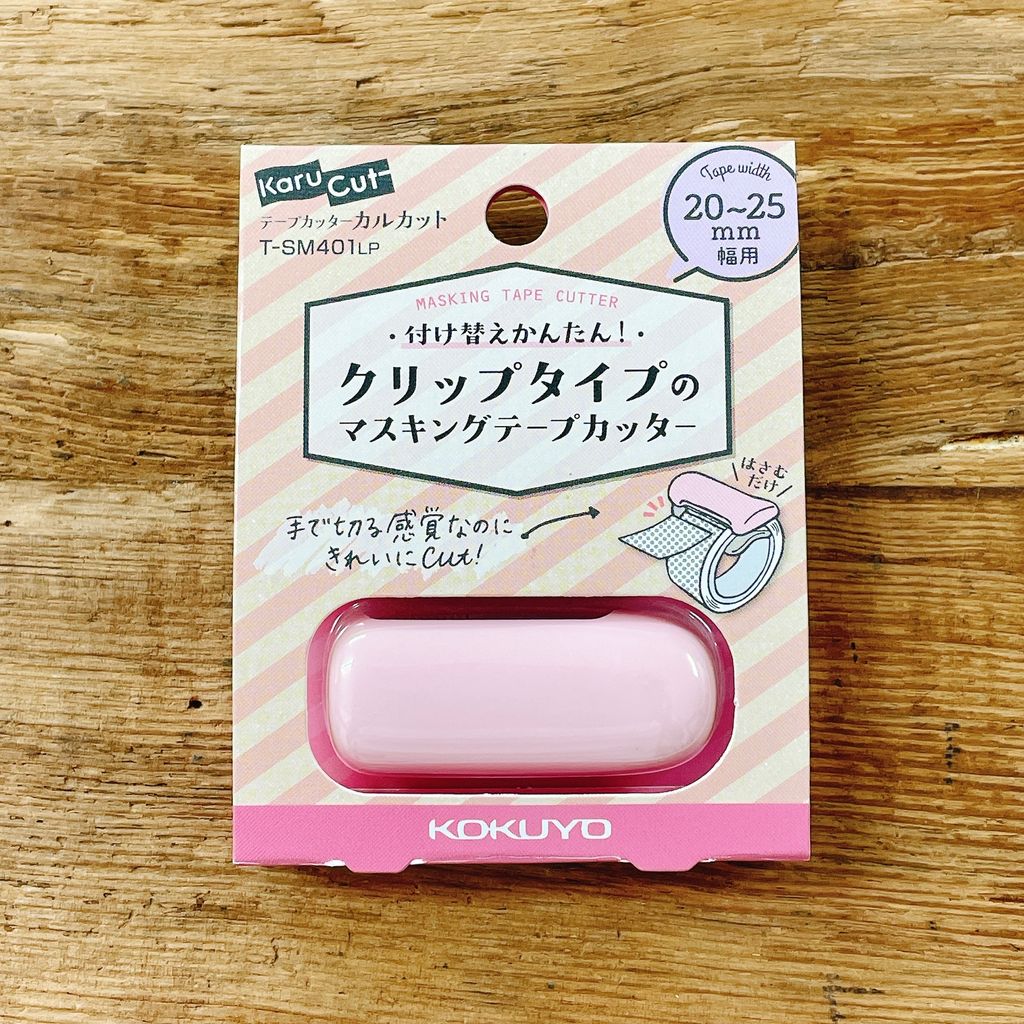 Karu Cut
テープカッター カルカット
T-SM401LP
Tape width
20~25
mm
幅用
MASKING TAPE CUTTER
・付け替えかんたん!・
クリップタイプの
マスキングテープカッター
はさむ
だけ
手で切る感覚なのに
きれいにcut!
KOKUYO